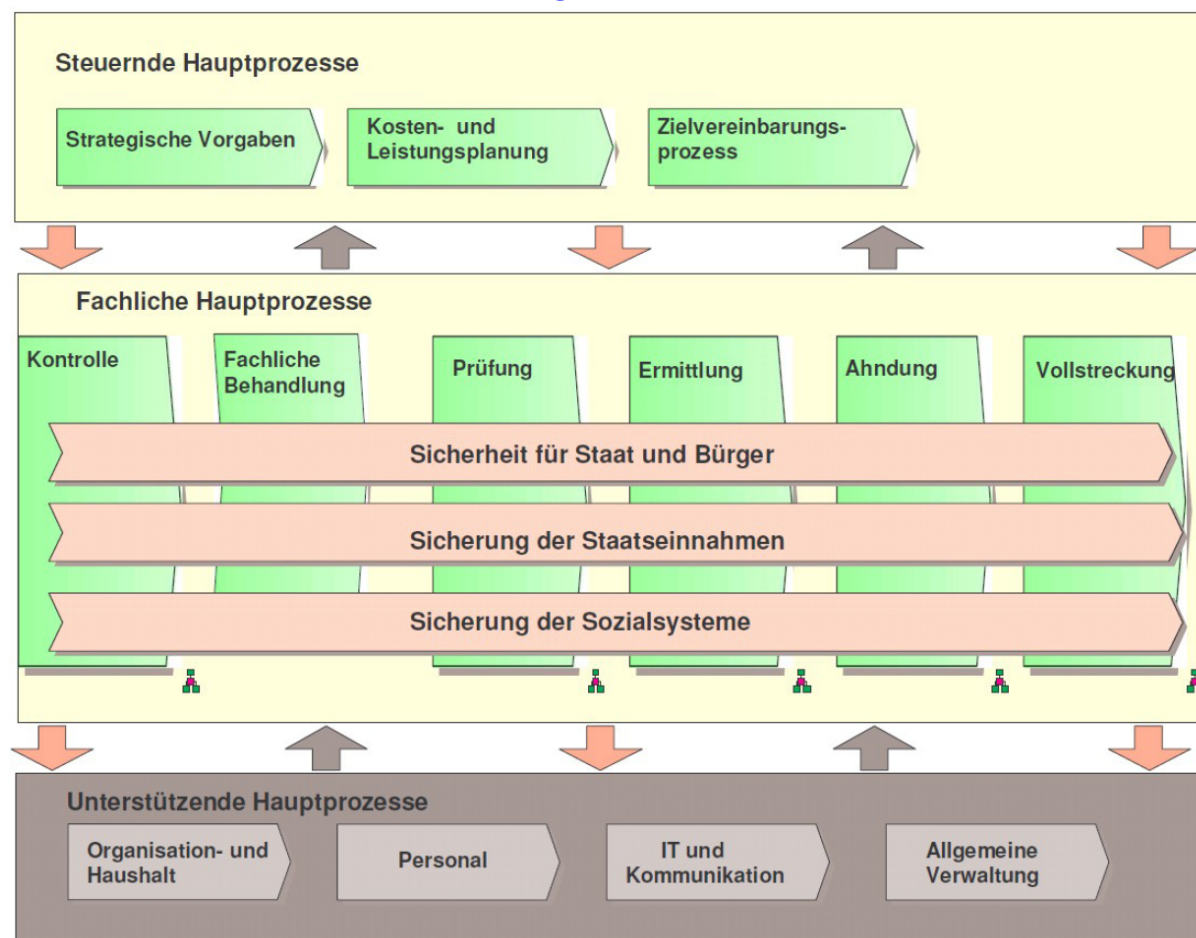 Steuernde Hauptprozesse
Strategische Vorgaben
Kosten- und
Leistungsplanung
Zielvereinbarungs-
prozess
Fachliche Hauptprozesse
Kontrolle
Fachliche
Behandlung
Prüfung
Ermittlung
Ahndung
Vollstreckung
Sicherheit für Staat und Bürger
Sicherung der Staatseinnahmen
Sicherung der Sozialsysteme
Unterstützende Hauptprozesse
Organisation- und
Haushalt
Personal
IT und
Kommunikation
Allgemeine
Verwaltung